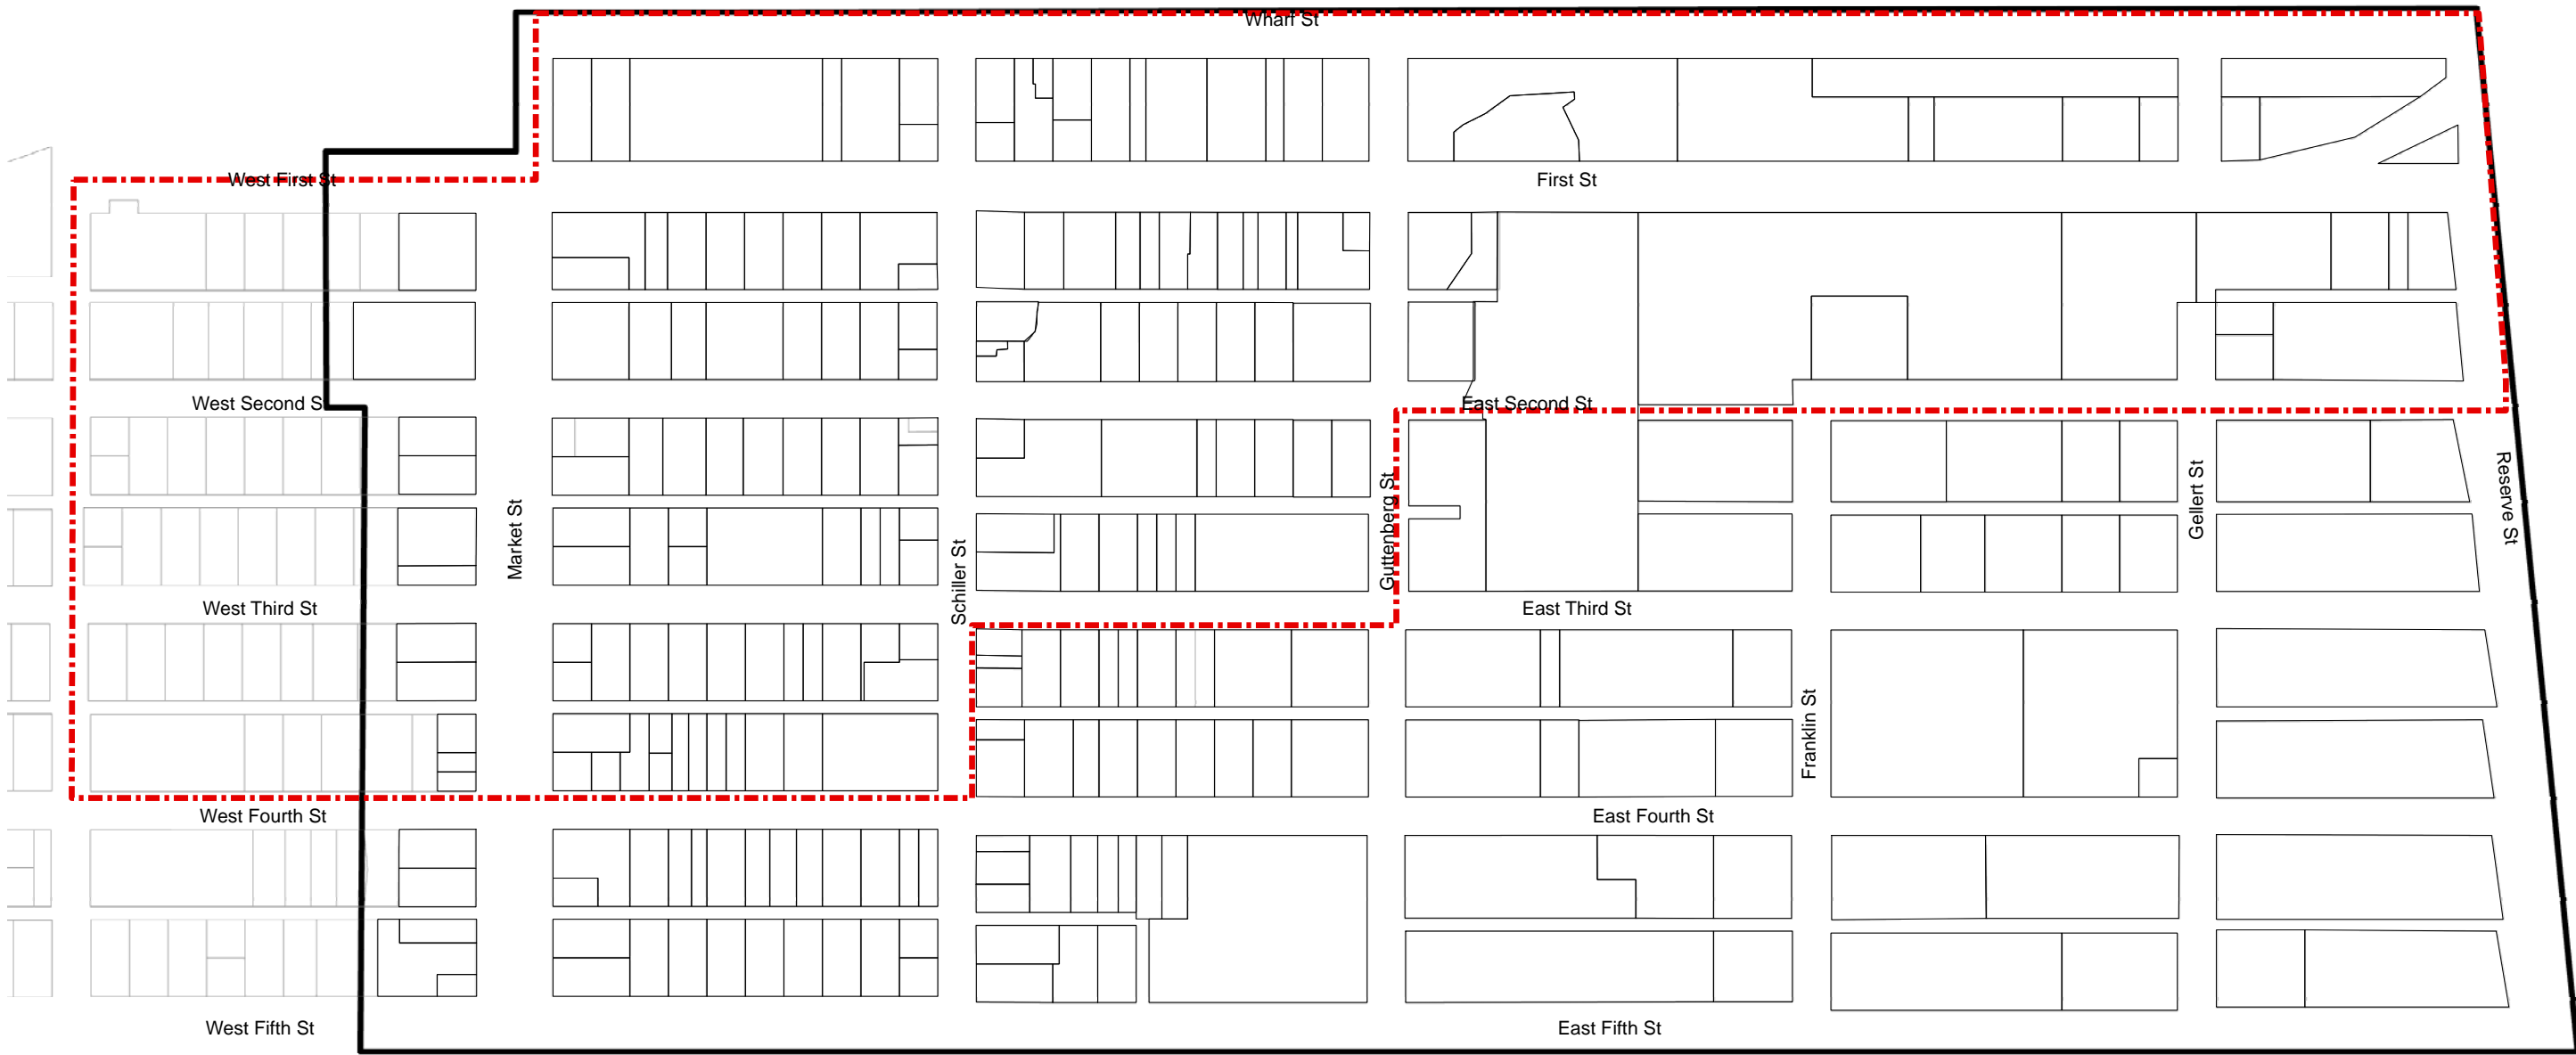 Wharf St
West First St
First St
West Second S
East Second St
Market St
Schiller St
Guttenberg St
Gellert St
Reserve St
West Third St
East Third St
Franklin St
West Fourth St
East Fourth St
West Fifth St
East Fifth St